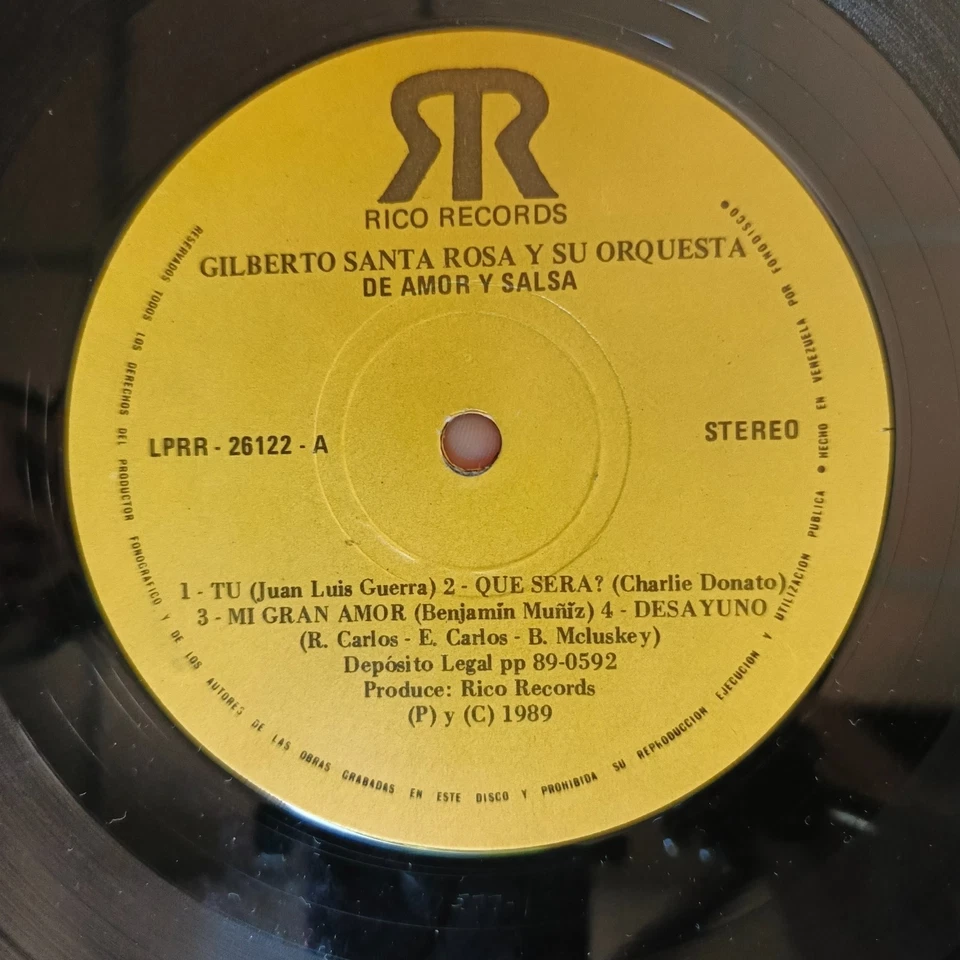 RR
RICO RECORDS
GILBERTO SANTA ROSA Y SU ORQUESTA
DE AMOR Y SALSA
LPRR - 26122 - A
STEREO
1 - TU (Juan Luis Guerra) 2 - QUE SERA? (Charlie Donato)
3 - MI GRAN AMOR (Benjamín Muñíz) 4 - DESAYUNO
(R. Carlos - E. Carlos - B. Mcluskey)
Depósito Legal pp 89-0592
Produce: Rico Records
(P) y (C) 1989
RESERVADOS TODOS LOS DERECHOS DEL PRODUCTOR FONOGRAFICO Y DE LOS AUTORES DE LAS OBRAS GRABADAS EN ESTE DISCO Y PROHIBIDA SU REPRODUCCION EJECUCION Y UTILIZACION PUBLICA ● HECHO EN VENEZUELA POR FONODISCO ●